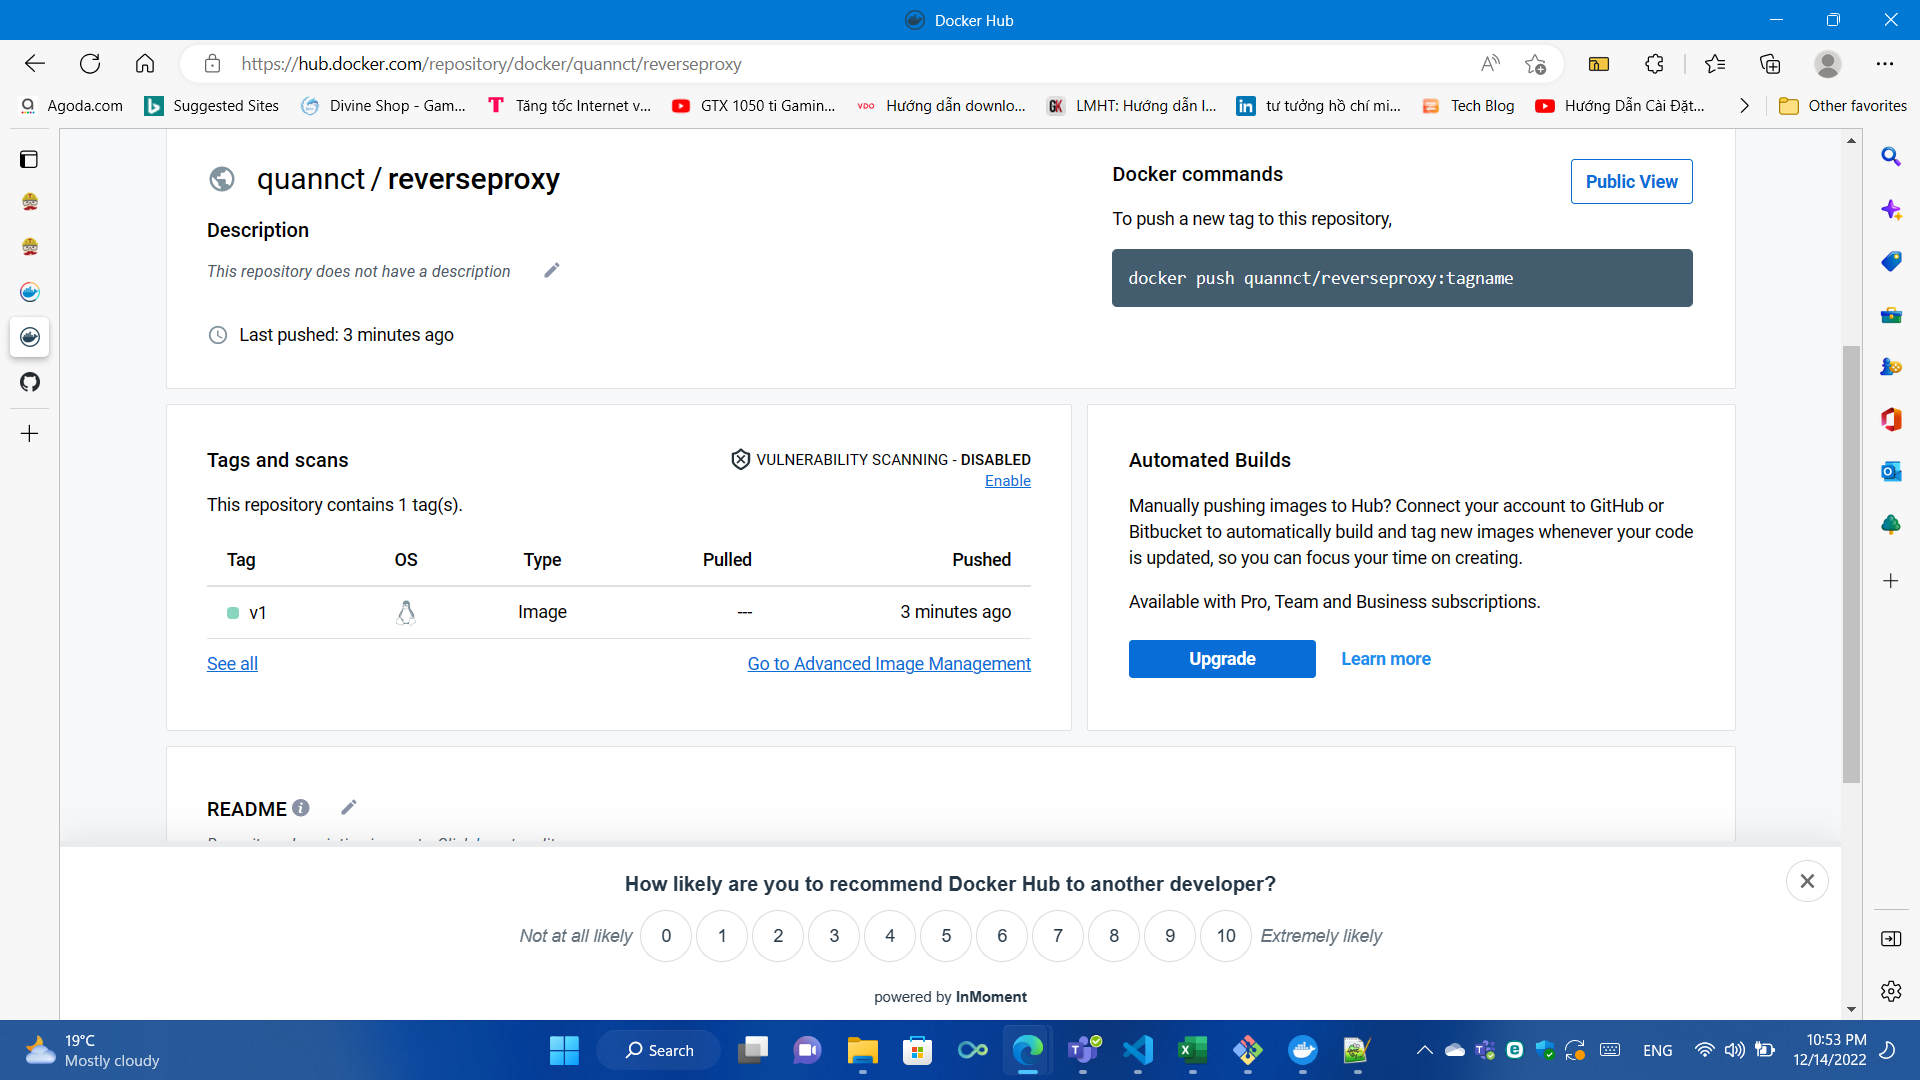 Docker Hub
https://hub.docker.com/repository/docker/quannct/reverseproxy
Agoda.com
Suggested Sites
Divine Shop - Gam...
Tăng tốc Internet v...
GTX 1050 ti Gamin...
Hướng dẫn downlo...
LMHT: Hướng dẫn l...
tư tưởng hồ chí mi...
Tech Blog
Hướng Dẫn Cài Đặt...
Other favorites
quannct / reverseproxy
Description
This repository does not have a description
Last pushed: 3 minutes ago
Docker commands
Public View
To push a new tag to this repository,
docker push quannct/reverseproxy:tagname
Tags and scans
VULNERABILITY SCANNING - DISABLED
Enable
This repository contains 1 tag(s).
Tag OS Type Pulled Pushed
v1 Image --- 3 minutes ago
See all
Go to Advanced Image Management
Automated Builds
Manually pushing images to Hub? Connect your account to GitHub or
Bitbucket to automatically build and tag new images whenever your code
is updated, so you can focus your time on creating.
Available with Pro, Team and Business subscriptions.
Upgrade
Learn more
README
How likely are you to recommend Docker Hub to another developer?
Not at all likely 0 1 2 3 4 5 6 7 8 9 10 Extremely likely
powered by InMoment
19°C
Mostly cloudy
Search
ENG
10:53 PM
12/14/2022